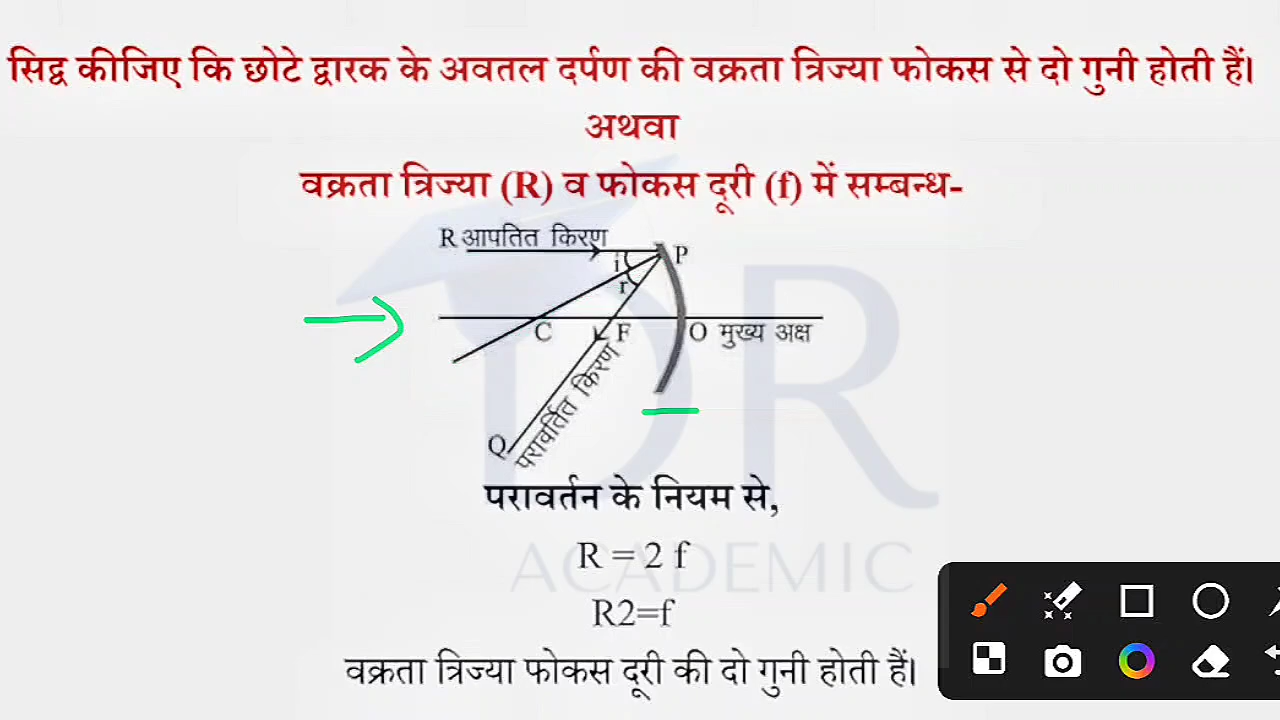 सिद्व कीजिए कि छोटे द्वारक के अवतल दर्पण की वक्रता त्रिज्या फोकस से दो गुनी होती हैं।
अथवा
वक्रता त्रिज्या (R) व फोकस दूरी (f) में सम्बन्ध-
R आपतित किरण
P
i
r
C
F
O मुख्य अक्ष
परावर्तित किरण
Q
परावर्तन के नियम से,
R = 2 f
R2=f
वक्रता त्रिज्या फोकस दूरी की दो गुनी होती हैं।
DR
ACADEMIC